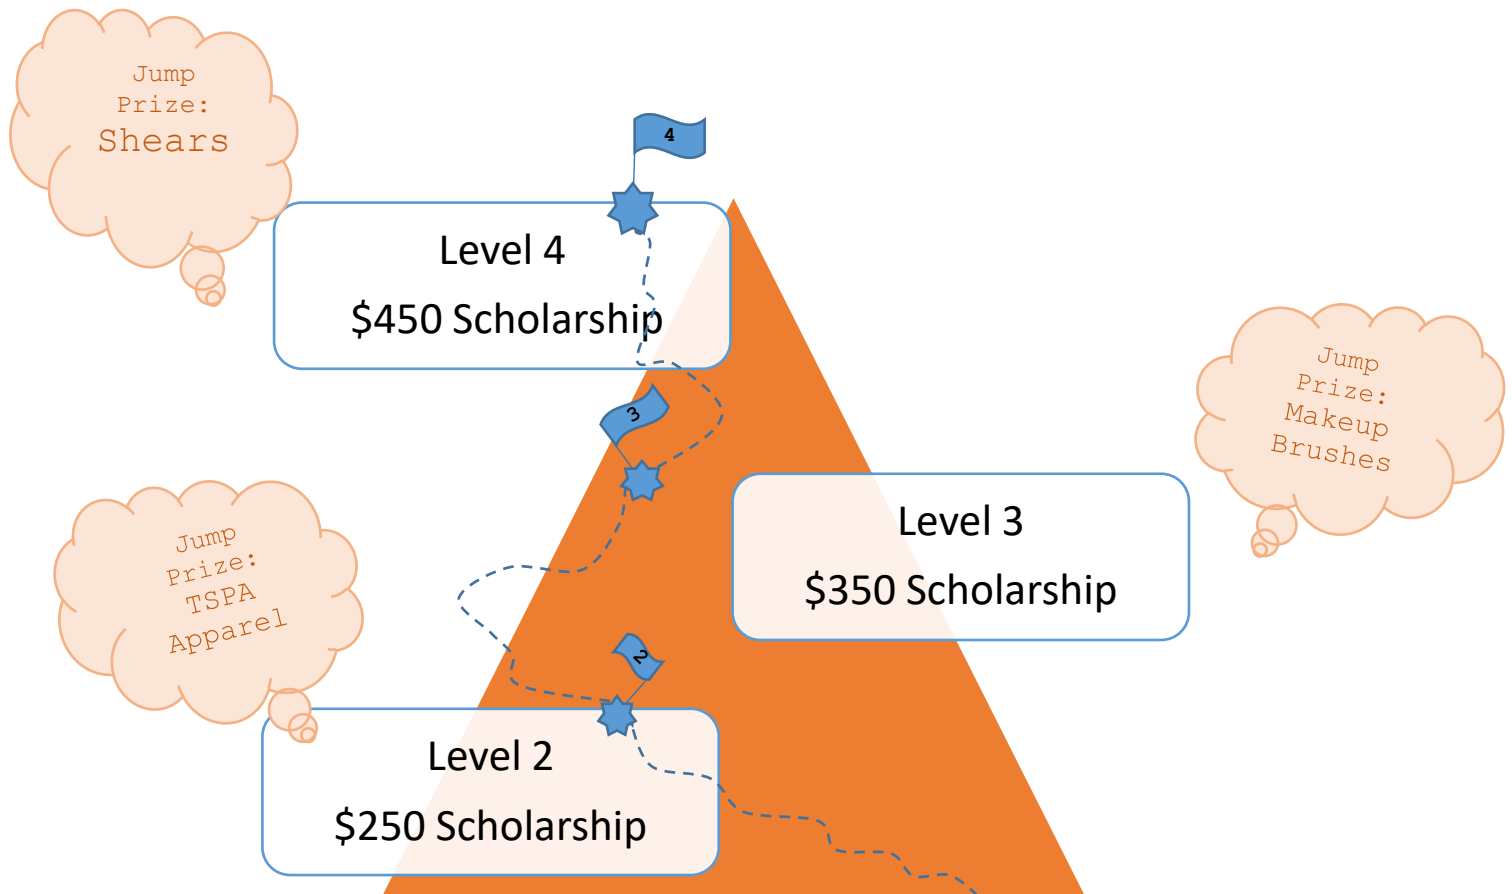 Jump
Prize:
Shears
4
Level 4
$450 Scholarship
Jump
Prize:
Makeup
Brushes
3
Level 3
$350 Scholarship
Jump
Prize:
TSPA
Apparel
2
Level 2
$250 Scholarship